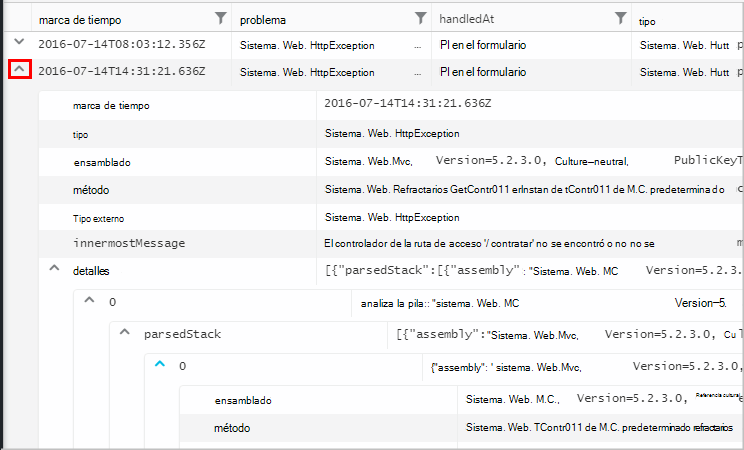 marca de tiempo problema handledAt tipo
2016-07-14T08:03:12.356Z Sistema. Web. HttpException ... Pl en el formulario Sistema. Web. Hutt p
2016-07-14T14:31:21.636Z Sistema. Web. HttpException ... Pl en el formulario Sistema. Web. Hutt p
marca de tiempo 2016-07-14T14:31:21.636Z
tipo Sistema. Web. HttpException
ensamblado Sistema. Web.Mvc, Version=5.2.3.0, Culture—neutral, PublicKeyT
método Sistema. Web. Refractarios GetContr011 erInstan de tContr011 de M.C. predetermina do c
Tipo externo Sistema. Web. HttpException
innermostMessage El controlador de la ruta de acceso '/ contratar' no se encontró o no no se m
detalles [{"parsedStack":[{"assembly" : "Sistema. Web. MC Version=5.2.3.
0 analiza la pila:: "sistema. Web. MC Version—5.
parsedStack [{"assembly":"Sistema. Web.Mvc, Version=5.2.3.0, Cu
0 {"assembly": ' sistema. Web.Mvc, Version=5.2.3.0,
ensamblado Sistema. Web. M.C., Version=5.2.3.0, Referencia cultural,
método Sistema. Web. TContr011 de M.C. predeterminado refractarios